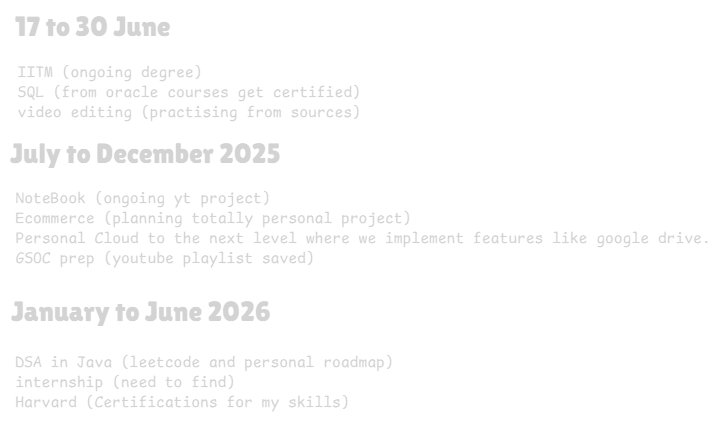 17 to 30 June
IITM (ongoing degree)
SQL (from oracle courses get certified)
video editing (practising from sources)
July to December 2025
NoteBook (ongoing yt project)
Ecommerce (planning totally personal project)
Personal Cloud to the next level where we implement features like google drive.
GSOC prep (youtube playlist saved)
January to June 2026
DSA in Java (leetcode and personal roadmap)
internship (need to find)
Harvard (Certifications for my skills)